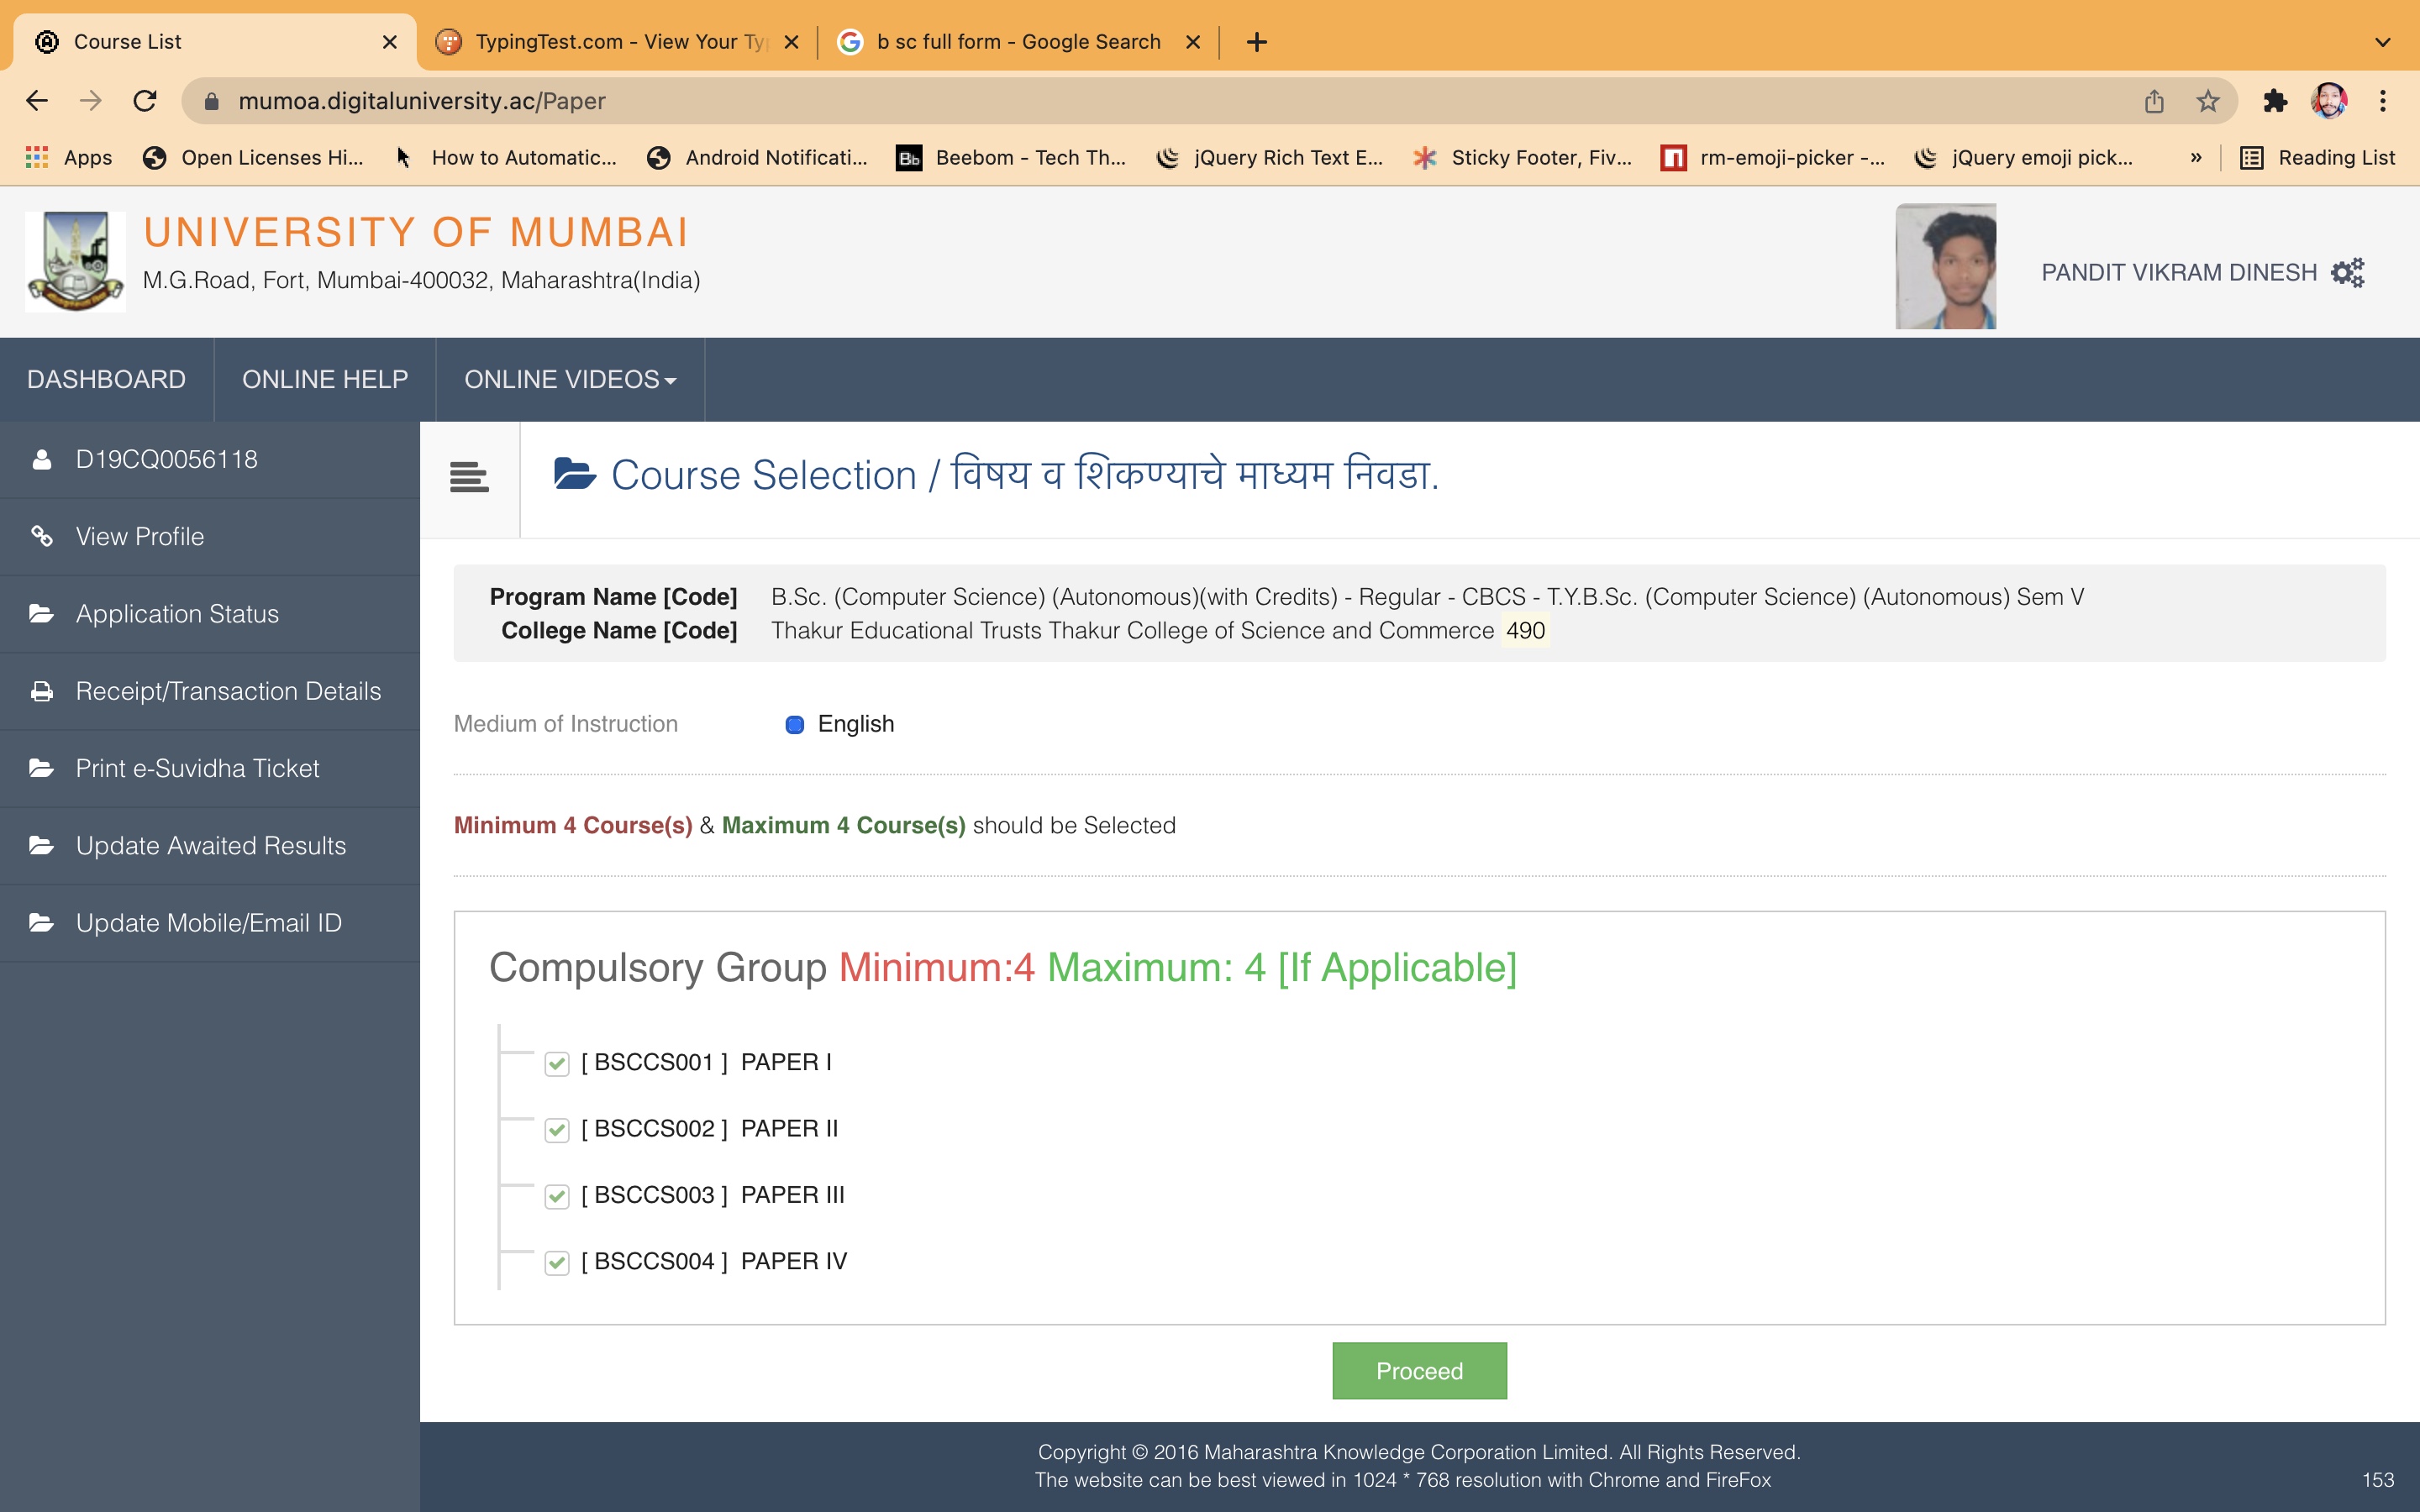 Course List
TypingTest.com - View Your Ty
b sc full form - Google Search
mumoa.digitaluniversity.ac/Paper
Apps
Open Licenses Hi...
How to Automatic...
Android Notificati...
Bb Beebom - Tech Th...
jQuery Rich Text E...
Sticky Footer, Fiv...
rm-emoji-picker -...
jQuery emoji pick...
»
Reading List
UNIVERSITY OF MUMBAI
M.G.Road, Fort, Mumbai-400032, Maharashtra(India)
PANDIT VIKRAM DINESH
DASHBOARD
ONLINE HELP
ONLINE VIDEOS
D19CQ0056118
View Profile
Application Status
Receipt/Transaction Details
Print e-Suvidha Ticket
Update Awaited Results
Update Mobile/Email ID
Course Selection / विषय व शिकण्याचे माध्यम निवडा.
Program Name [Code] B.Sc. (Computer Science) (Autonomous)(with Credits) - Regular - CBCS - T.Y.B.Sc. (Computer Science) (Autonomous) Sem V
College Name [Code] Thakur Educational Trusts Thakur College of Science and Commerce 490
Medium of Instruction English
Minimum 4 Course(s) & Maximum 4 Course(s) should be Selected
Compulsory Group Minimum:4 Maximum: 4 [If Applicable]
[ BSCCS001 ] PAPER I
[ BSCCS002 ] PAPER II
[ BSCCS003 ] PAPER III
[ BSCCS004 ] PAPER IV
Proceed
Copyright © 2016 Maharashtra Knowledge Corporation Limited. All Rights Reserved.
The website can be best viewed in 1024 * 768 resolution with Chrome and FireFox
153